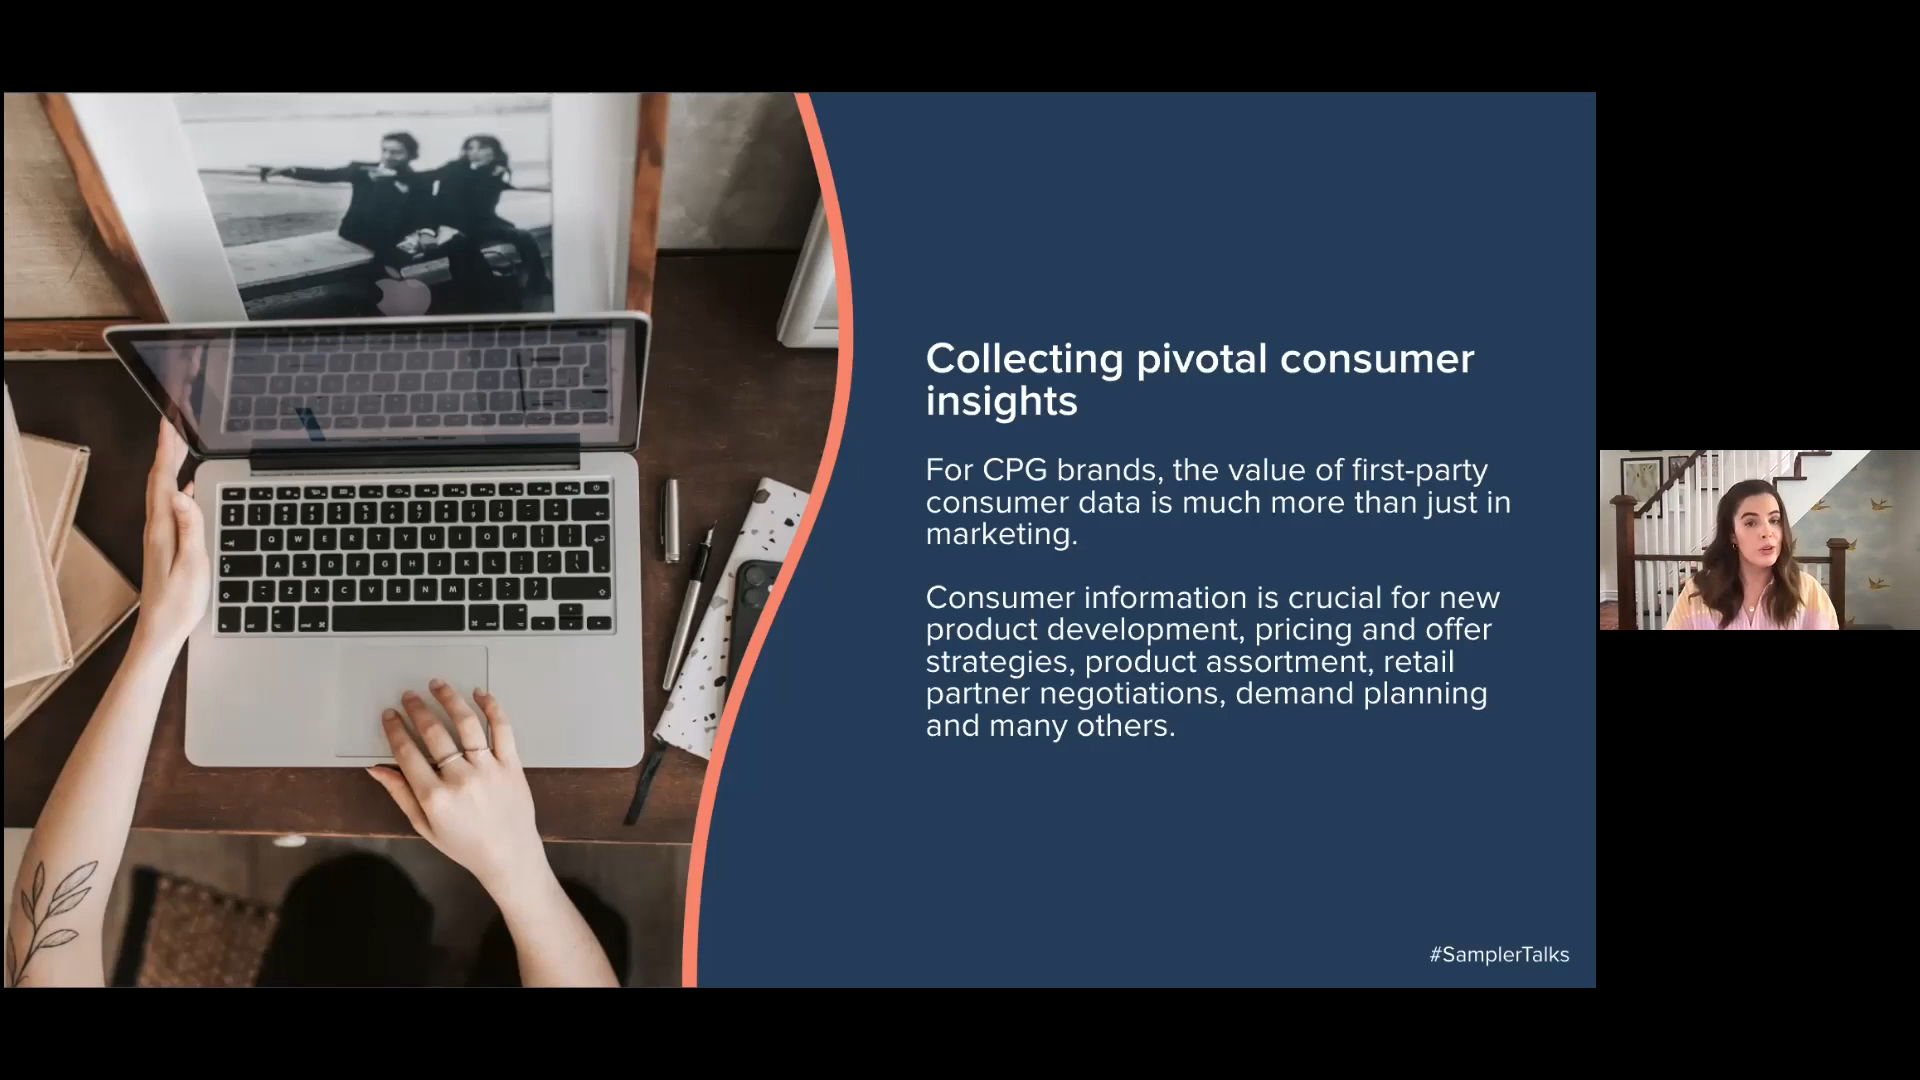 Collecting pivotal consumer
insights
For CPG brands, the value of first-party
consumer data is much more than just in
marketing.
Consumer information is crucial for new
product development, pricing and offer
strategies, product assortment, retail
partner negotiations, demand planning
and many others.
#SamplerTalks
Q W E R T Y U I O P
A S D F G H J K L
Z X C V B N M